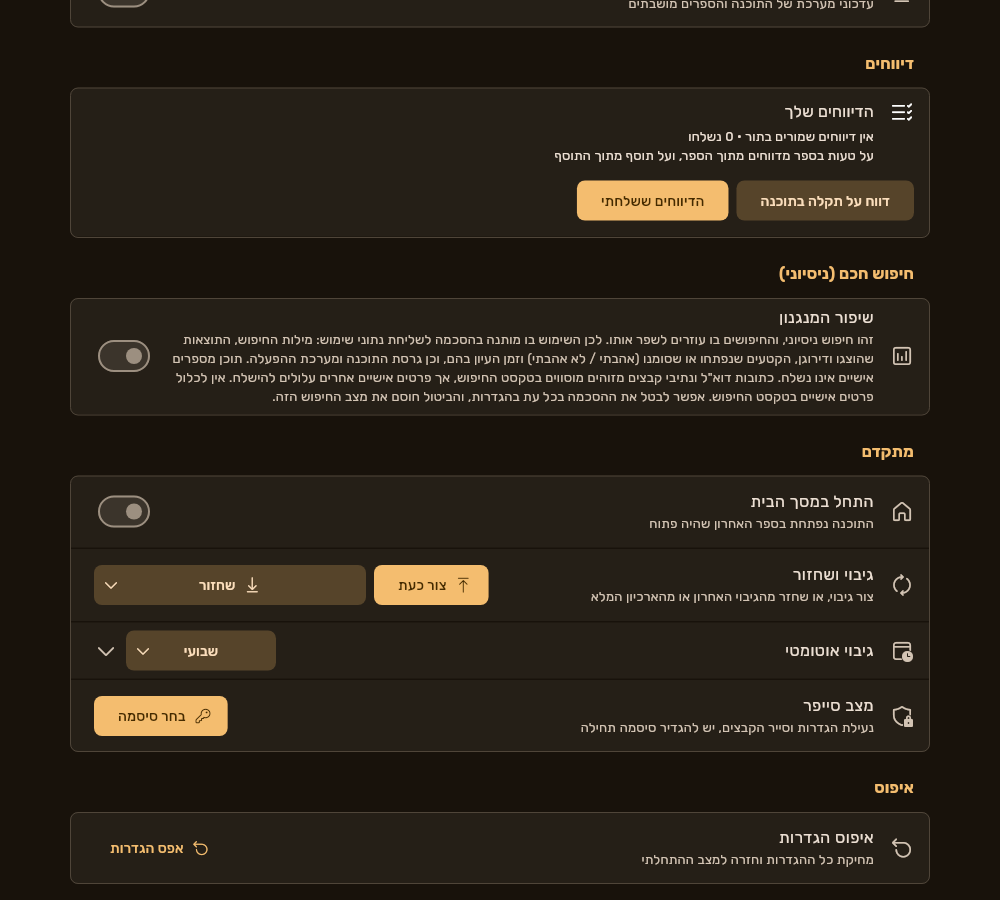 עדכוני מערכת של התוכנה והספרים מושבתים
דיווחים
הדיווחים שלך
אין דיווחים שמורים בתור • 0 נשלחו
על טעות בספר מדווחים מתוך הספר, ועל תוסף מתוך התוסף
דווח על תקלה בתוכנה
הדיווחים ששלחתי
חיפוש חכם (ניסיוני)
שיפור המנגנון
זהו חיפוש ניסיוני, והחיפושים בו עוזרים לשפר אותו. לכן השימוש בו מותנה בהסכמה לשליחת נתוני שימוש: מילות החיפוש, התוצאות
שהוצגו ודירוגן, הקטעים שנפתחו או שסומנו (אהבתי / לא אהבתי) וזמן העיון בהם, וכן גרסת התוכנה ומערכת ההפעלה. תוכן מספרים
אישיים אינו נשלח. כתובות דוא"ל ונתיבי קבצים מזוהים מוסווים בטקסט החיפוש, אך פרטים אישיים אחרים עלולים להישלח. אין לכלול
פרטים אישיים בטקסט החיפוש. אפשר לבטל את ההסכמה בכל עת בהגדרות, והביטול חוסם את מצב החיפוש הזה.
מתקדם
התחל במסך הבית
התוכנה נפתחת בספר האחרון שהיה פתוח
גיבוי ושחזור
צור גיבוי, או שחזר מהגיבוי האחרון או מהארכיון המלא
צור כעת
שחזור
גיבוי אוטומטי
שבועי
מצב סייפר
נעילת הגדרות וסייר הקבצים, יש להגדיר סיסמה תחילה
בחר סיסמה
איפוס
איפוס הגדרות
מחיקת כל ההגדרות וחזרה למצב ההתחלתי
אפס הגדרות